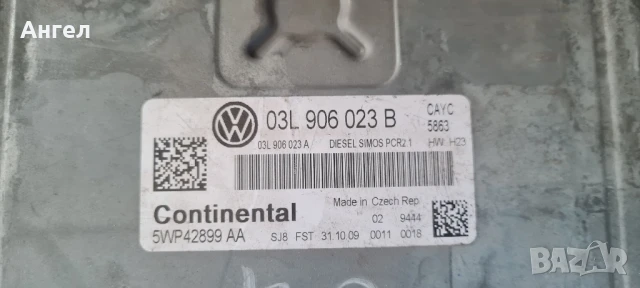 Ангел
03L 906 023 B
CAYC
5863
03L 906 023 A DIESEL SIMOS PCR2.1 HW: H23
Continental
Made in Czech Rep.
02 9444
5WP42899 AA SJ8 FST 31.10.09 0011 0018
BAZAR